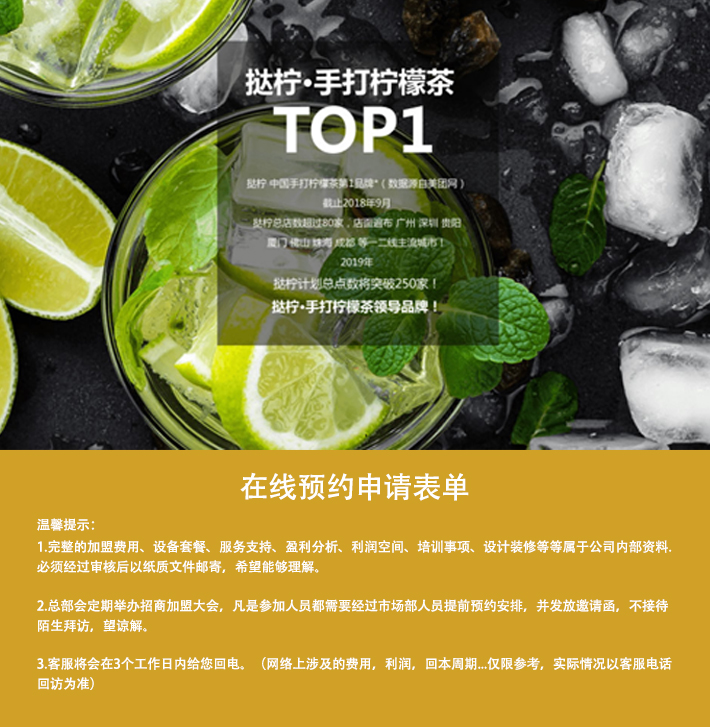 挞柠·手打柠檬茶
TOP1
挞柠 中国手打柠檬茶第1品牌*（数据源自美团网）
截止2018年9月
挞柠总店数超过80家，店面遍布 广州 深圳 贵阳
厦门 佛山 珠海 成都 等一二线主流城市！
2019年
挞柠计划总点数将突破250家！
挞柠·手打柠檬茶领导品牌！
在线预约申请表单
温馨提示：
1.完整的加盟费用、设备套餐、服务支持、盈利分析、利润空间、培训事项、设计装修等等属于公司内部资料.
必须经过审核后以纸质文件邮寄，希望能够理解。
2.总部会定期举办招商加盟大会，凡是参加人员都需要经过市场部人员提前预约安排，并发放邀请函，不接待
陌生拜访，望谅解。
3.客服将会在3个工作日内给您回电。（网络上涉及的费用，利润，回本周期...仅限参考，实际情况以客服电话
回访为准）